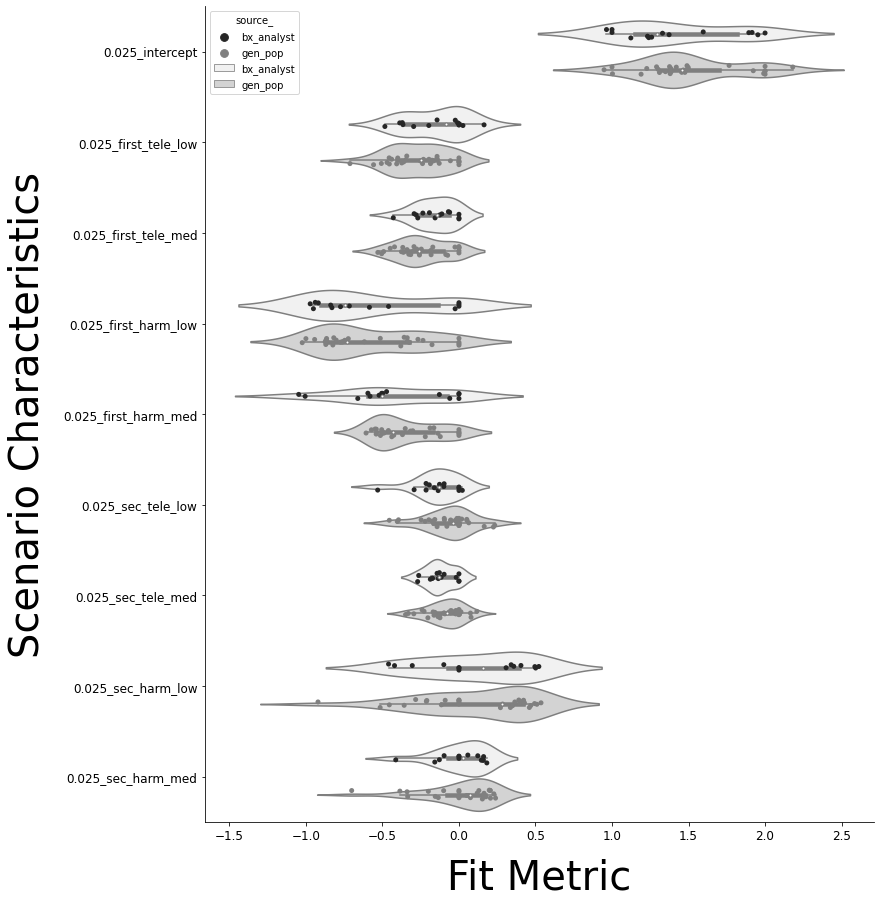 source_
bx_analyst
gen_pop
bx_analyst
gen_pop
0.025_intercept
0.025_first_tele_low
0.025_first_tele_med
0.025_first_harm_low
0.025_first_harm_med
0.025_sec_tele_low
0.025_sec_tele_med
0.025_sec_harm_low
0.025_sec_harm_med
Scenario Characteristics
−1.5 −1.0 −0.5 0.0 0.5 1.0 1.5 2.0 2.5
Fit Metric